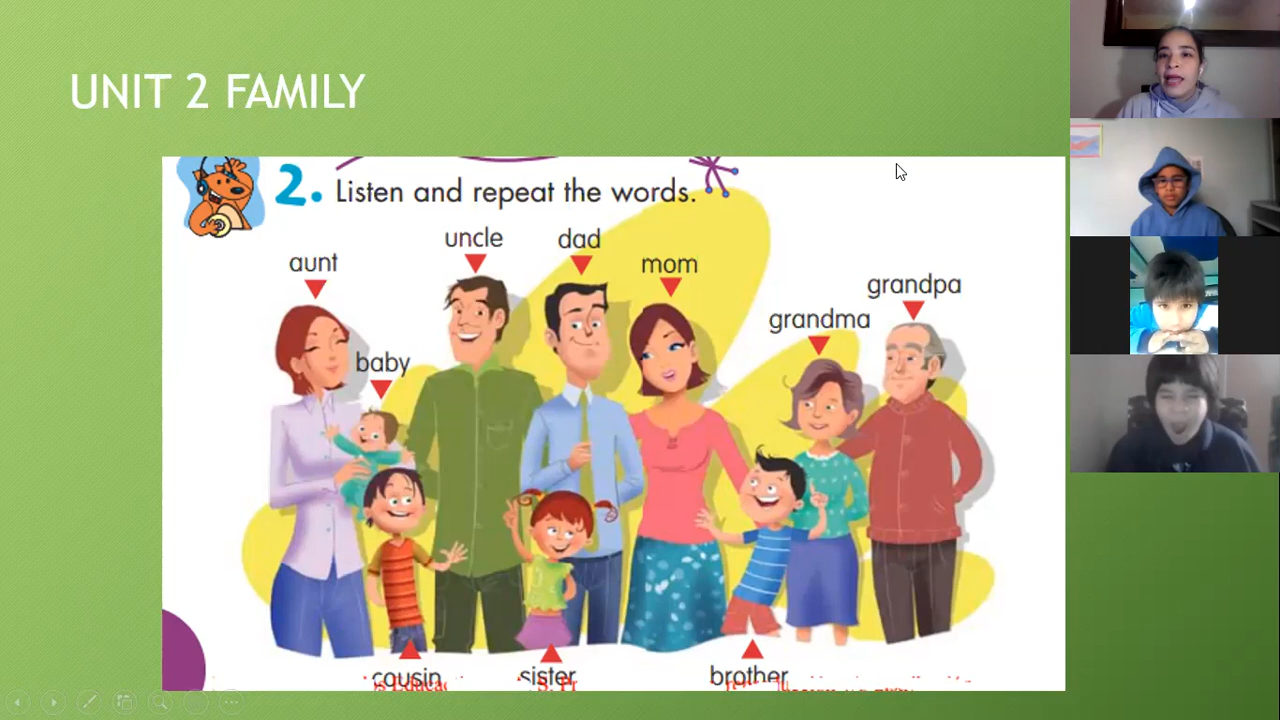 UNIT 2 FAMILY
2. Listen and repeat the words.
aunt
uncle
dad
mom
grandpa
grandma
baby
cousin
sister
brother